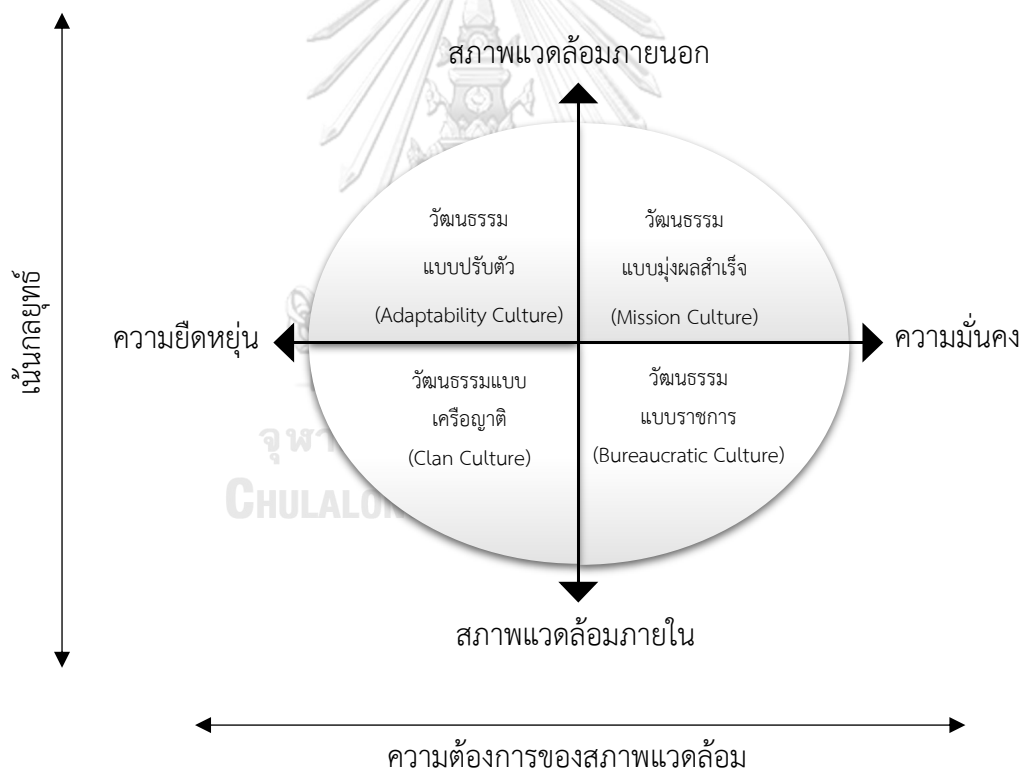 สภาพแวดล้อมภายนอก
วัฒนธรรม
แบบปรับตัว
(Adaptability Culture)
วัฒนธรรม
แบบมุ่งผลสำเร็จ
(Mission Culture)
เน้นกลยุทธ์
ความยืดหยุ่น
ความมั่นคง
วัฒนธรรมแบบ
เครือญาติ
(Clan Culture)
วัฒนธรรม
แบบราชการ
(Bureaucratic Culture)
สภาพแวดล้อมภายใน
ความต้องการของสภาพแวดล้อม